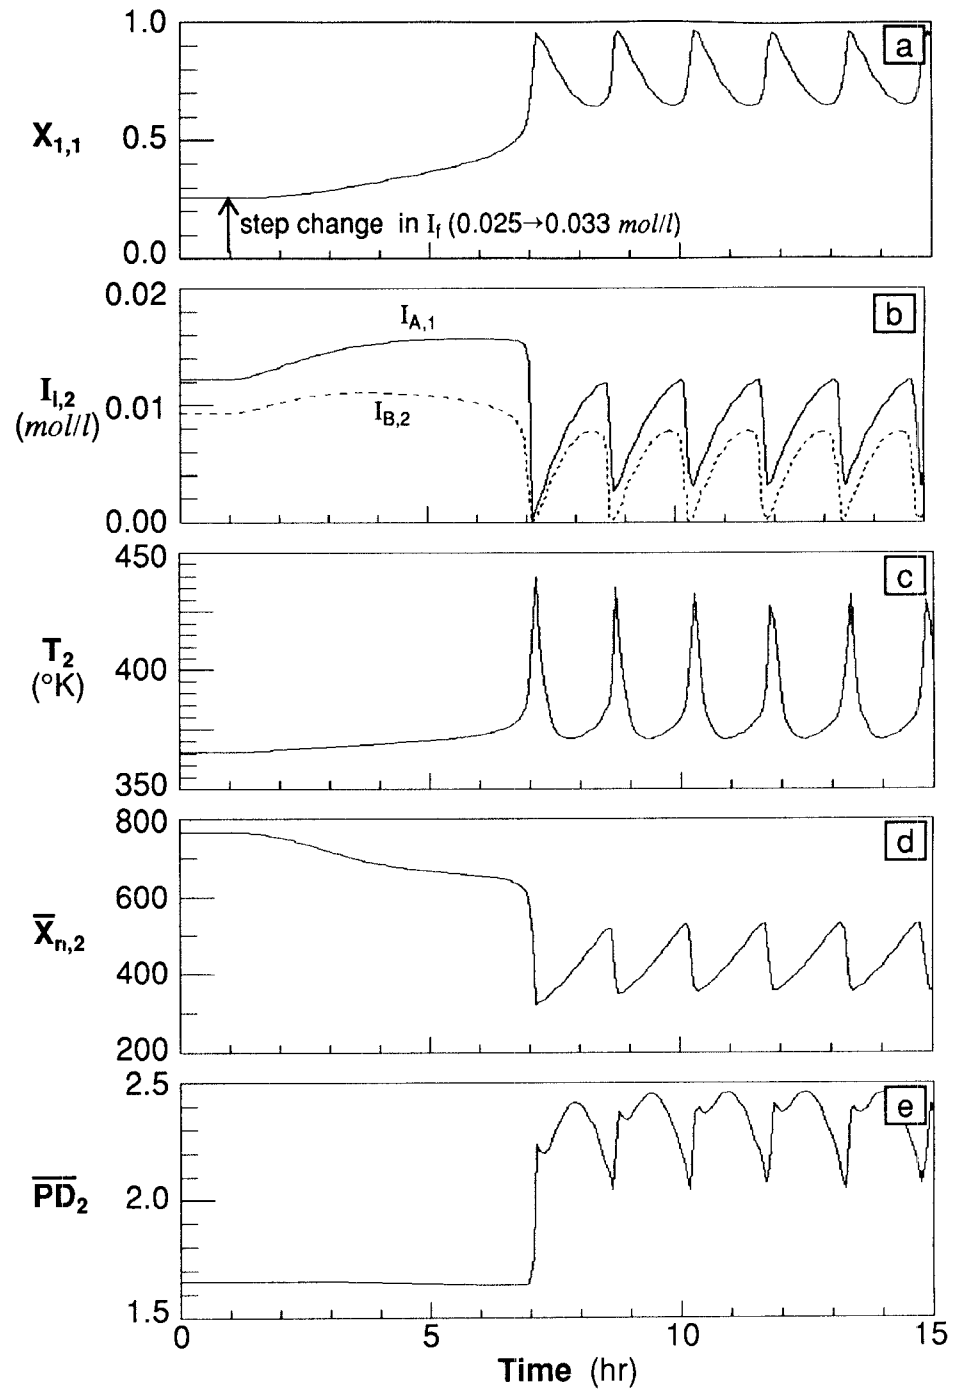 1.0
a
X1,1
0.5
step change in If (0.025→0.033 mol/l)
0.0
0.02
b
IA,1
II,2
(mol/l)
0.01
IB,2
0.00
450
c
T2
(°K)
400
350
800
d
600
X̅n,2
400
200
2.5
e
P̅D̅2
2.0
1.5
0
5
10
15
Time (hr)